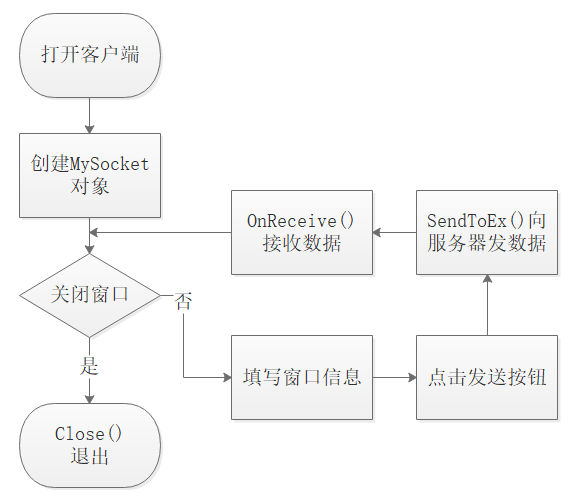 打开客户端
创建MySocket
对象
OnReceive()
接收数据
SendToEx()向
服务器发数据
关闭窗口
否
填写窗口信息
点击发送按钮
是
Close()
退出